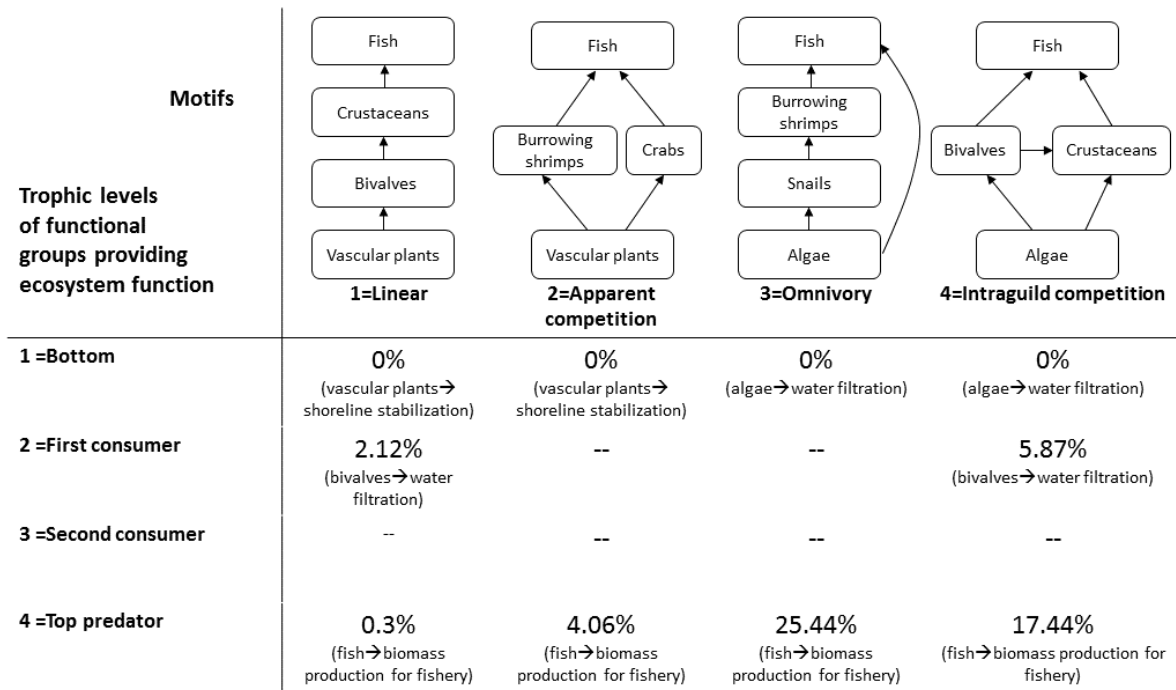 Motifs
Fish
Crustaceans
Bivalves
Vascular plants
1=Linear
Fish
Burrowing
shrimps
Crabs
Vascular plants
2=Apparent
competition
Fish
Burrowing
shrimps
Snails
Algae
3=Omnivory
Fish
Bivalves
Crustaceans
Algae
4=Intraguild competition
Trophic levels
of functional
groups providing
ecosystem function
1 =Bottom
0%
(vascular plants→
shoreline stabilization)
0%
(vascular plants→
shoreline stabilization)
0%
(algae→water filtration)
0%
(algae→water filtration)
2 =First consumer
2.12%
(bivalves→water
filtration)
--
--
5.87%
(bivalves→water filtration)
3 =Second consumer
--
--
--
--
4 =Top predator
0.3%
(fish→biomass
production for fishery)
4.06%
(fish→biomass
production for fishery)
25.44%
(fish→biomass
production for fishery)
17.44%
(fish→biomass production for
fishery)